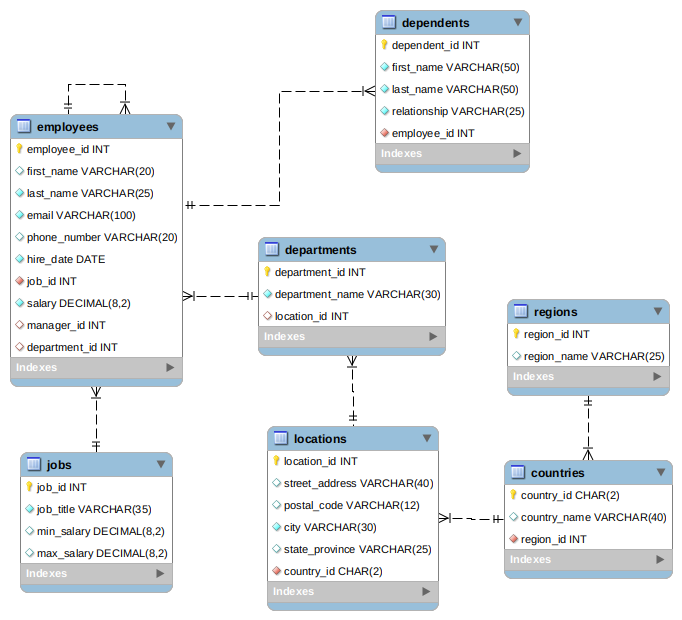 dependents
dependent_id INT
first_name VARCHAR(50)
last_name VARCHAR(50)
relationship VARCHAR(25)
employee_id INT
Indexes
employees
employee_id INT
first_name VARCHAR(20)
last_name VARCHAR(25)
email VARCHAR(100)
phone_number VARCHAR(20)
hire_date DATE
job_id INT
salary DECIMAL(8,2)
manager_id INT
department_id INT
Indexes
departments
department_id INT
department_name VARCHAR(30)
location_id INT
Indexes
regions
region_id INT
region_name VARCHAR(25)
Indexes
jobs
job_id INT
job_title VARCHAR(35)
min_salary DECIMAL(8,2)
max_salary DECIMAL(8,2)
Indexes
locations
location_id INT
street_address VARCHAR(40)
postal_code VARCHAR(12)
city VARCHAR(30)
state_province VARCHAR(25)
country_id CHAR(2)
Indexes
countries
country_id CHAR(2)
country_name VARCHAR(40)
region_id INT
Indexes